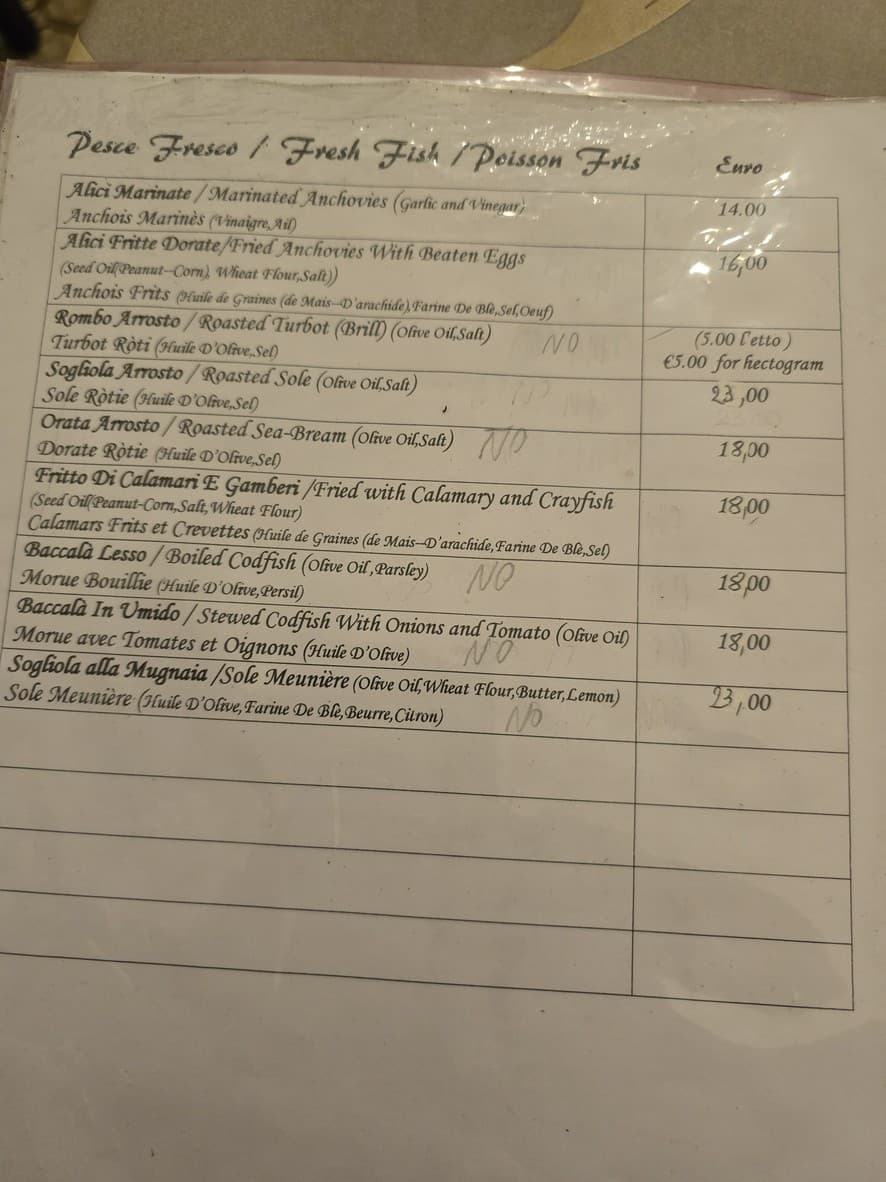 Pesce Fresco / Fresh Fish / Poisson Fris Euro
Alici Marinate / Marinated Anchovies (Garlic and Vinegar) 14.00
Anchois Marinès (Vinaigre,Ail)
Alici Fritte Dorate/Fried Anchovies With Beaten Eggs 16,00
(Seed Oil(Peanut-Corn), Wheat Flour,Salt))
Anchois Frits (Huile de Graines (de Mais-D'arachide),Farine De Blè,Sel,Oeuf)
Rombo Arrosto / Roasted Turbot (Brill) (Olive Oil,Salt) NO (5.00 l'etto )
Turbot Ròti (Huile D'Olive,Sel) €5.00 for hectogram
Sogliola Arrosto / Roasted Sole (Olive Oil,Salt) NO 23,00
Sole Ròtie (Huile D'Olive,Sel)
Orata Arrosto / Roasted Sea-Bream (Olive Oil,Salt) NO 18,00
Dorate Ròtie (Huile D'Olive,Sel)
Fritto Di Calamari E Gamberi /Fried with Calamary and Crayfish 18,00
(Seed Oil(Peanut-Corn,Salt,Wheat Flour)
Calamars Frits et Crevettes (Huile de Graines (de Mais-D'arachide,Farine De Blè,Sel)
Baccalà Lesso / Boiled Codfish (Olive Oil ,Parsley) NO 18,00
Morue Bouillie (Huile D'Olive,Persil)
Baccalà In Umido / Stewed Codfish With Onions and Tomato (Olive Oil) 18,00
Morue avec Tomates et Oignons (Huile D'Olive) NO
Sogliola alla Mugnaia /Sole Meunière (Olive Oil,Wheat Flour,Butter,Lemon) 23,00
Sole Meunière (Huile D'Olive,Farine De Blè,Beurre,Citron) NO